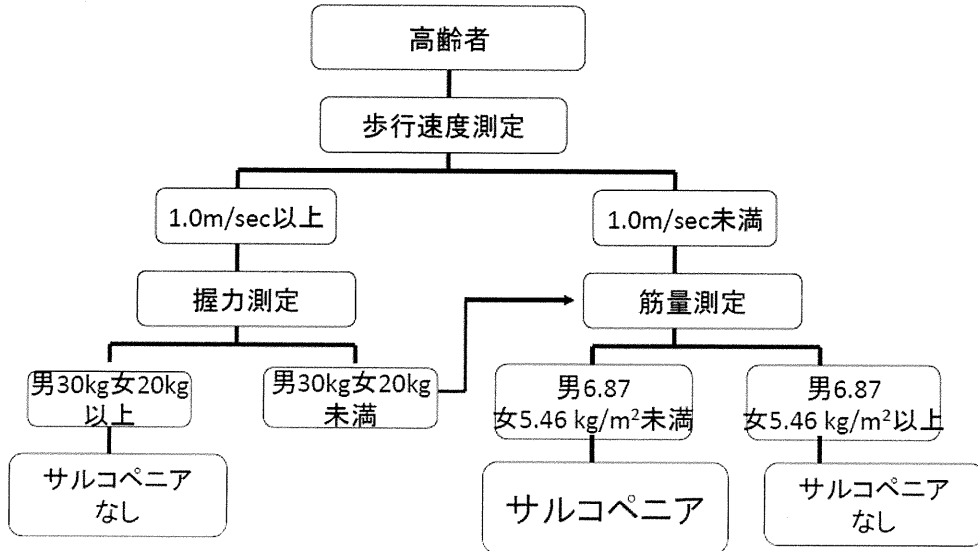 高齢者
歩行速度測定
1.0m/sec以上
1.0m/sec未満
握力測定
筋量測定
男30kg女20kg
以上
男30kg女20kg
未満
男6.87
女5.46 kg/m²未満
男6.87
女5.46 kg/m²以上
サルコペニア
なし
サルコペニア
サルコペニア
なし